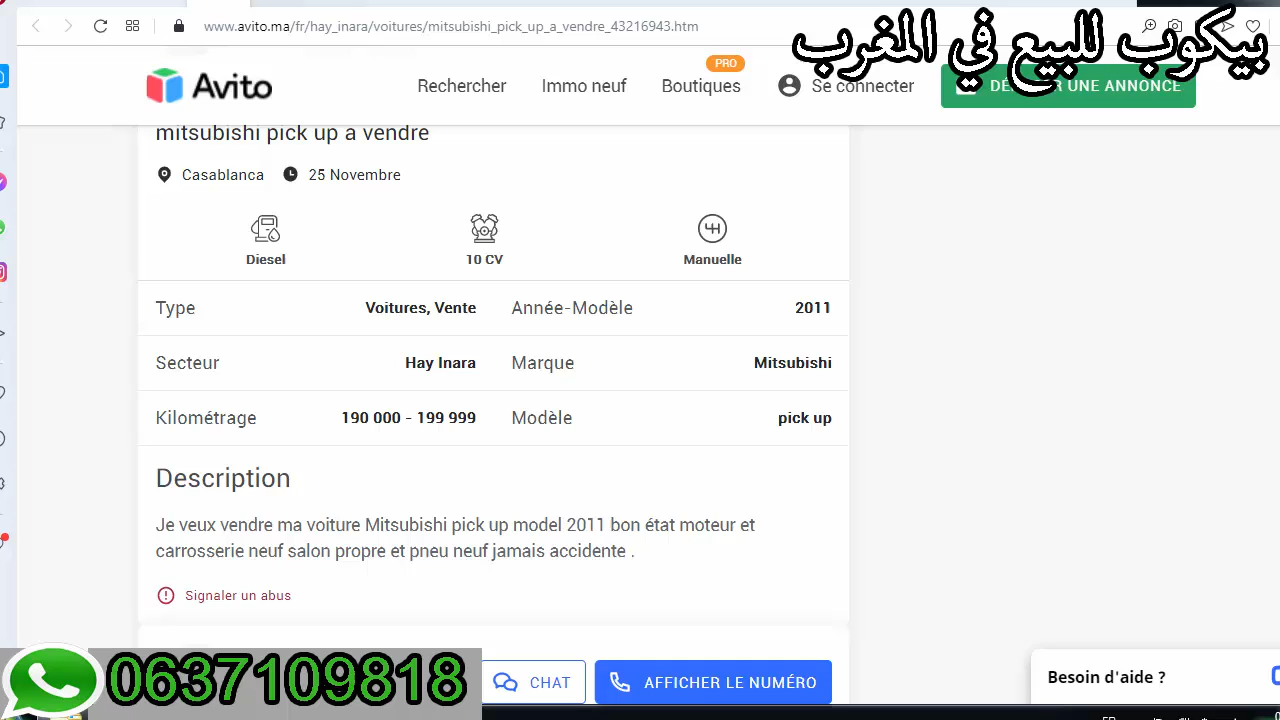 www.avito.ma/fr/hay_inara/voitures/mitsubishi_pick_up_a_vendre_43216943.htm
بيكوب للبيع في المغرب
Avito
Rechercher
Immo neuf
Boutiques
PRO
Se connecter
UNE ANNONCE
mitsubishi pick up a vendre
Casablanca
25 Novembre
Diesel
10 CV
Manuelle
Type Voitures, Vente Année-Modèle 2011
Secteur Hay Inara Marque Mitsubishi
Kilométrage 190 000 - 199 999 Modèle pick up
Description
Je veux vendre ma voiture Mitsubishi pick up model 2011 bon état moteur et
carrosserie neuf salon propre et pneu neuf jamais accidente .
Signaler un abus
0637109818
CHAT
AFFICHER LE NUMÉRO
Besoin d'aide ?